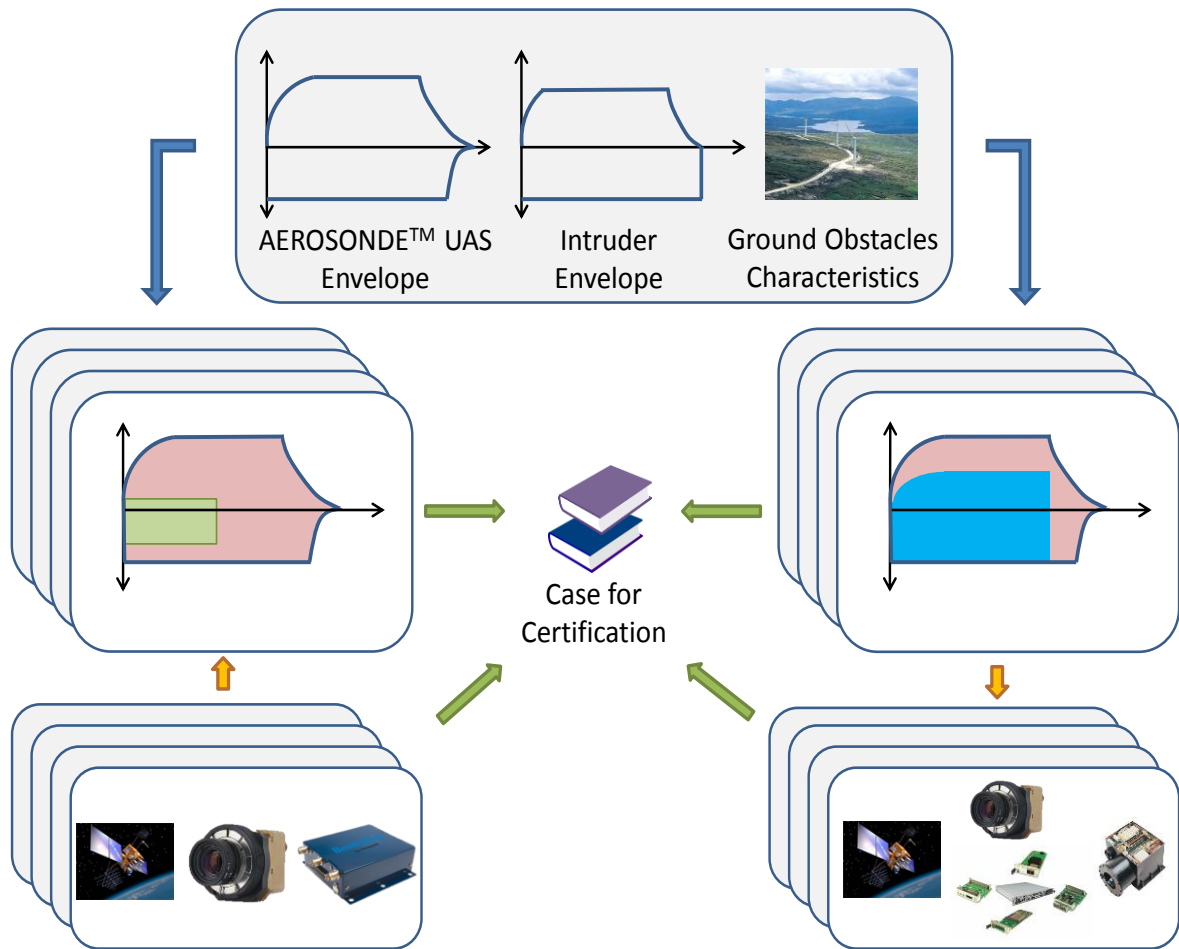 AEROSONDE™ UAS
Envelope
Intruder
Envelope
Ground Obstacles
Characteristics
Case for
Certification